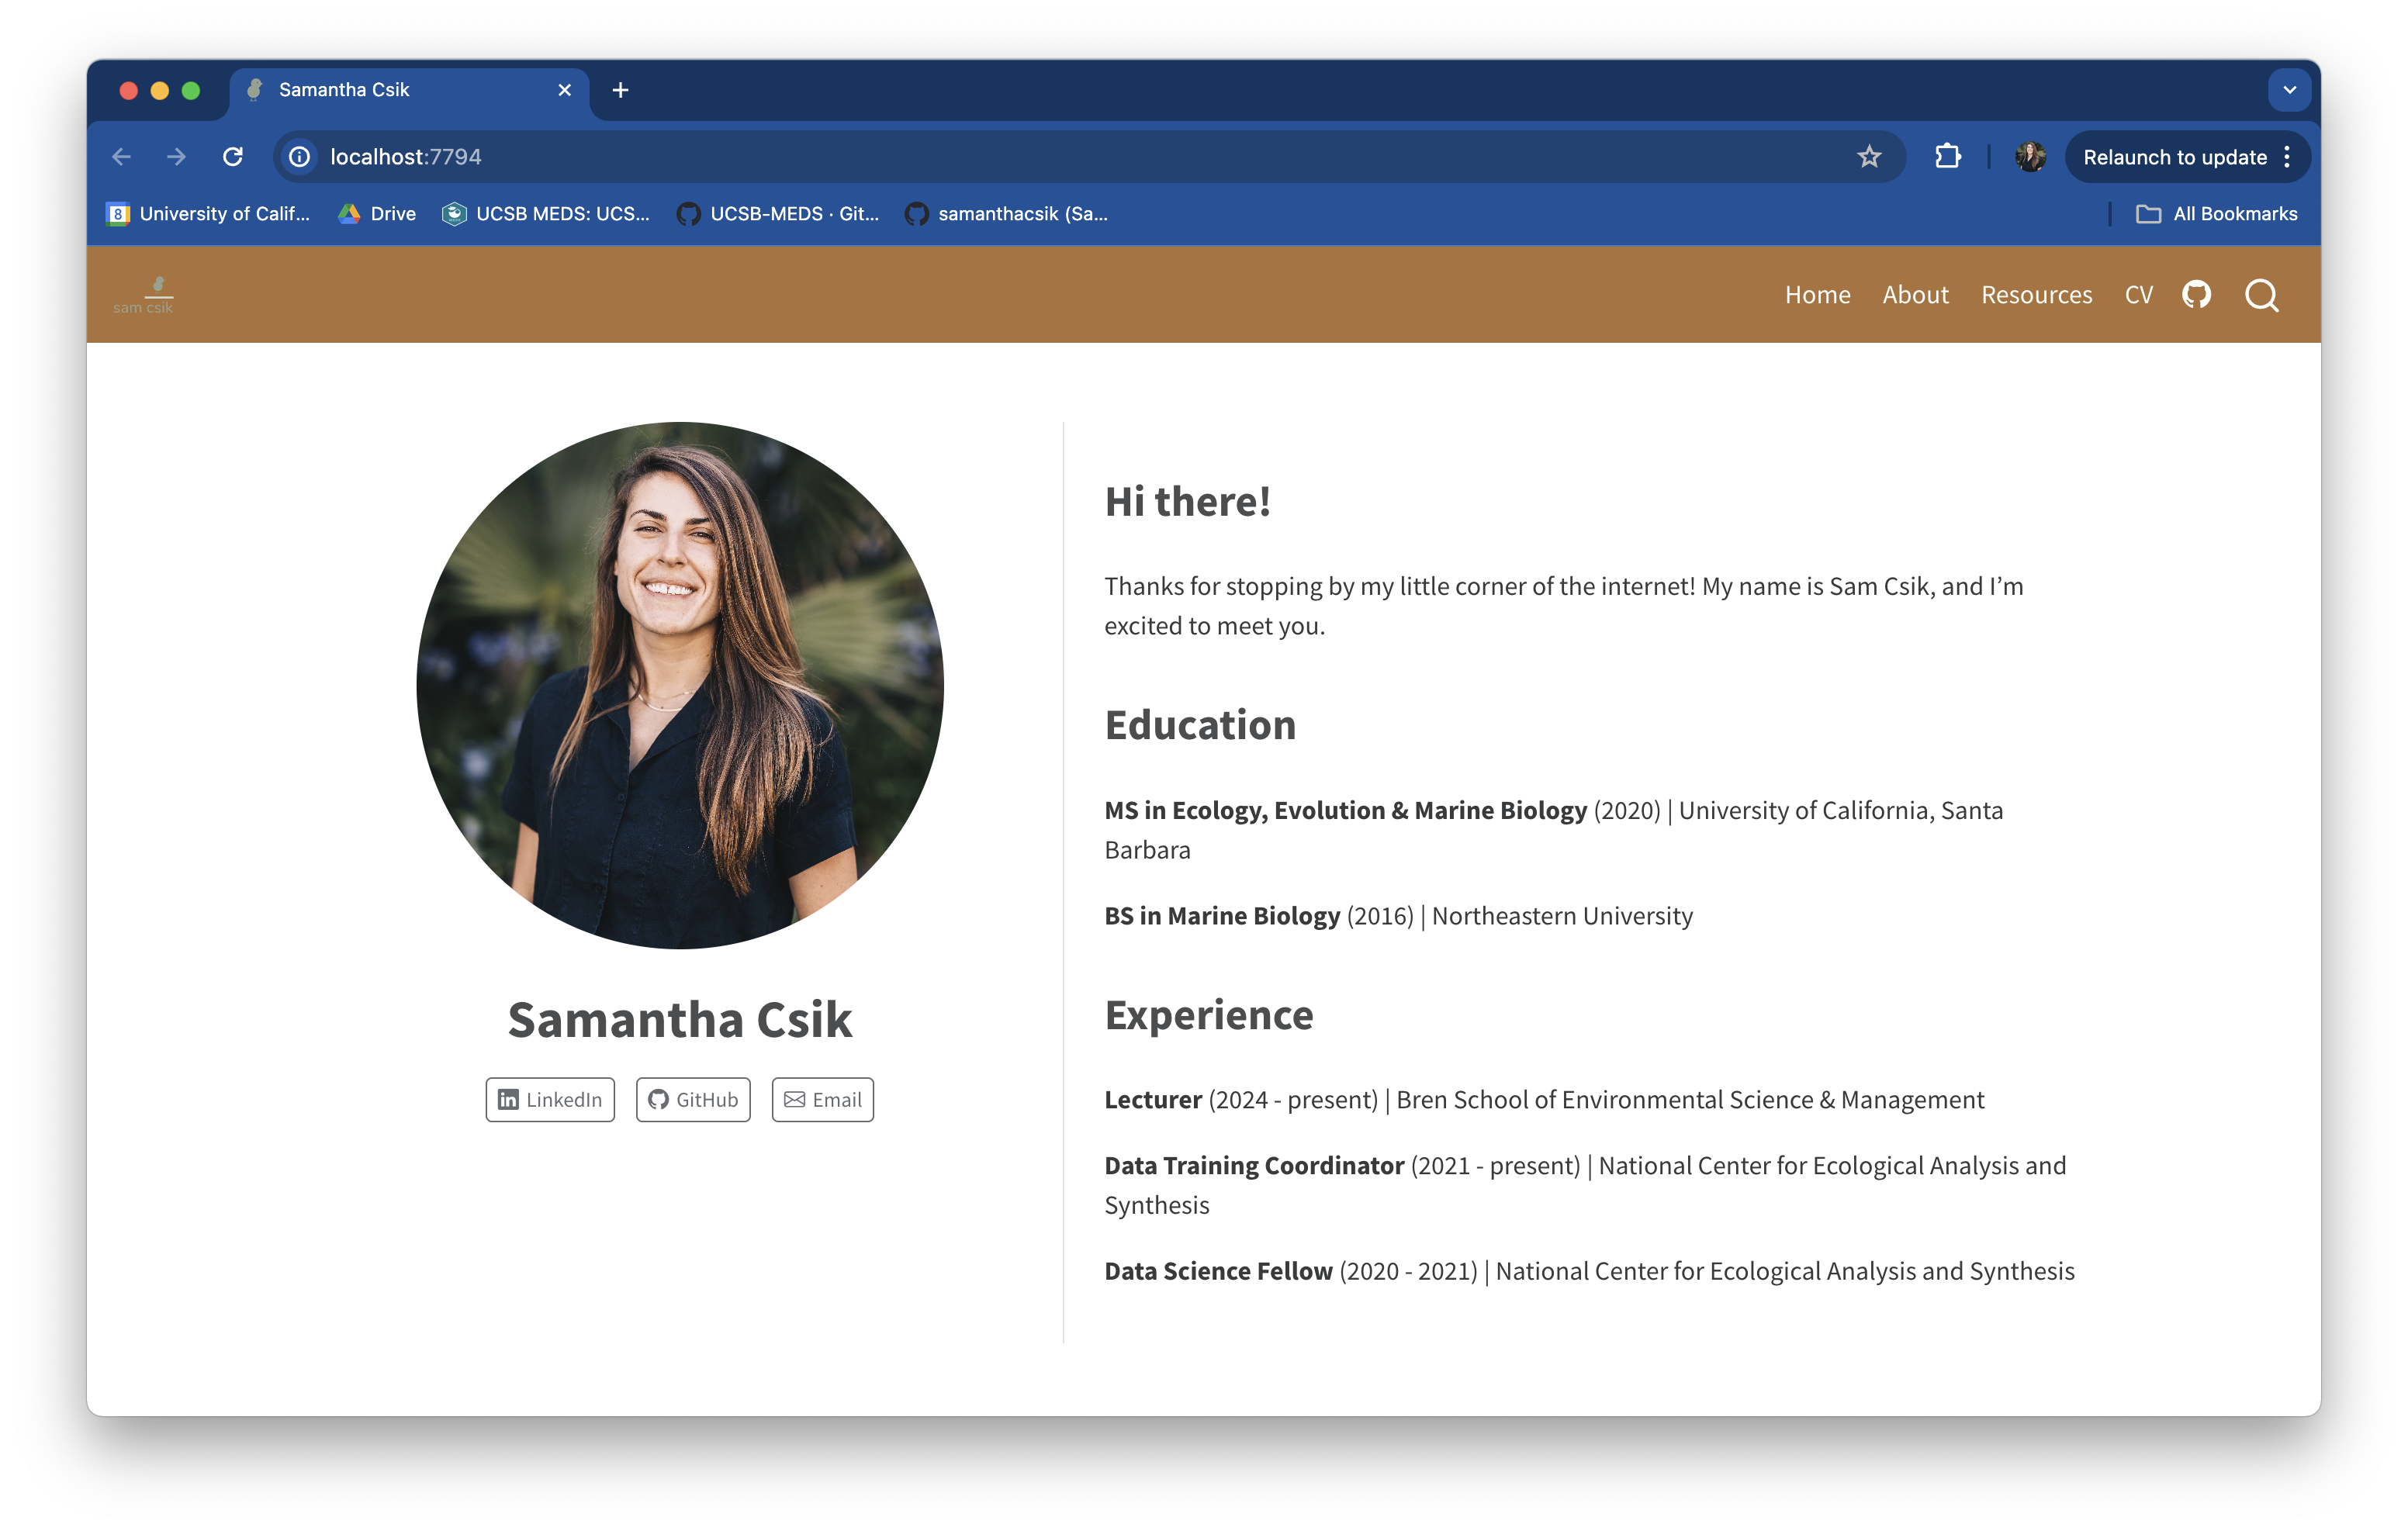 Samantha Csik
localhost:7794
Relaunch to update
8
University of Calif...
Drive
UCSB MEDS: UCS...
UCSB-MEDS · Git...
samanthacsik (Sa...
All Bookmarks
sam csik
Home
About
Resources
CV
Hi there!
Thanks for stopping by my little corner of the internet! My name is Sam Csik, and I’m
excited to meet you.
Education
MS in Ecology, Evolution & Marine Biology (2020) | University of California, Santa
Barbara
BS in Marine Biology (2016) | Northeastern University
Experience
Lecturer (2024 - present) | Bren School of Environmental Science & Management
Data Training Coordinator (2021 - present) | National Center for Ecological Analysis and
Synthesis
Data Science Fellow (2020 - 2021) | National Center for Ecological Analysis and Synthesis
Samantha Csik
in LinkedIn
GitHub
Email